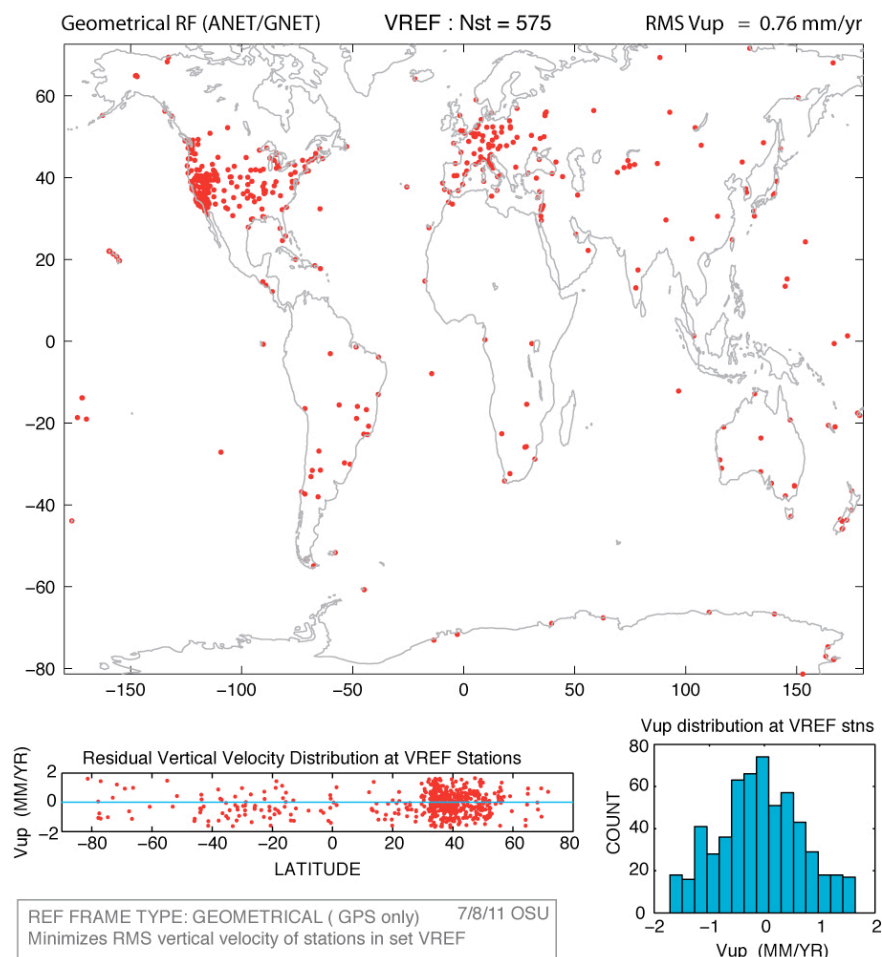 Geometrical RF (ANET/GNET) VREF : Nst = 575 RMS Vup = 0.76 mm/yr
60
40
20
0
−20
−40
−60
−80
−150 −100 −50 0 50 100 150
Residual Vertical Velocity Distribution at VREF Stations
Vup (MM/YR)
2
0
−2
−80 −60 −40 −20 0 20 40 60 80
LATITUDE
Vup distribution at VREF stns
COUNT
80
60
40
20
0
−2 −1 0 1 2
Vup (MM/YR)
REF FRAME TYPE: GEOMETRICAL ( GPS only) 7/8/11 OSU
Minimizes RMS vertical velocity of stations in set VREF